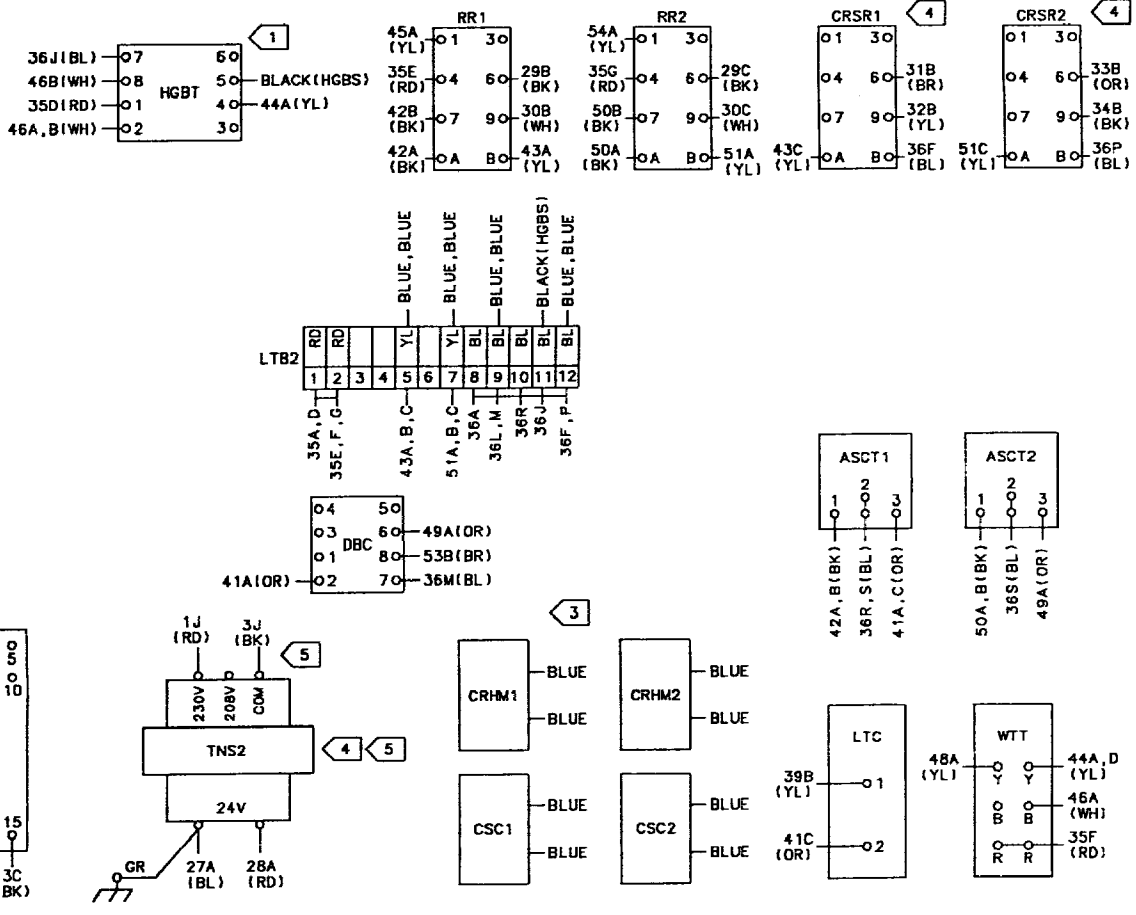 HGBT
1
36J(BL) 7 6
46B(WH) 8 5 BLACK(HGBS)
35D(RD) 1 4 44A(YL)
46A,B(WH) 2 3
RR1
45A (YL) 1 3
35E (RD) 4 6 29B (BK)
42B (BK) 7 9 30B (WH)
42A (BK) A B 43A (YL)
RR2
54A (YL) 1 3
35G (RD) 4 6 29C (BK)
50B (BK) 7 9 30C (WH)
50A (BK) A B 51A (YL)
CRSR1
4
1 3
4 6 31B (BR)
7 9 32B (YL)
43C (YL) A B 36F (BL)
CRSR2
4
1 3
4 6 33B (OR)
7 9 34B (BK)
51C (YL) A B 36P (BL)
BLUE,BLUE
BLUE,BLUE
BLUE,BLUE
BLACK(HGBS)
BLUE,BLUE
LTB2
RD RD YL YL BL BL BL BL BL
1 2 3 4 5 6 7 8 9 10 11 12
35A,D
35E,F,G
43A,B,C
51A,B,C
36A
36L,M
36R
36J
36F,P
DBC
4 5
3 6 49A(OR)
1 8 53B(BR)
41A(OR) 2 7 36M(BL)
ASCT1
1 2 3
42A,B(BK)
36R,S(BL)
41A,C(OR)
ASCT2
1 2 3
50A,B(BK)
36S(BL)
49A(OR)
5
10
15
3C
BK)
1J (RD)
3J (BK)
5
230V
208V
COM
TNS2
4
5
24V
GR
27A (BL)
28A (RD)
3
CRHM1
BLUE
BLUE
CRHM2
BLUE
BLUE
CSC1
BLUE
BLUE
CSC2
BLUE
BLUE
LTC
39B (YL) 1
41C (OR) 2
WTT
48A (YL) Y Y 44A,D (YL)
B B 46A (WH)
R R 35F (RD)